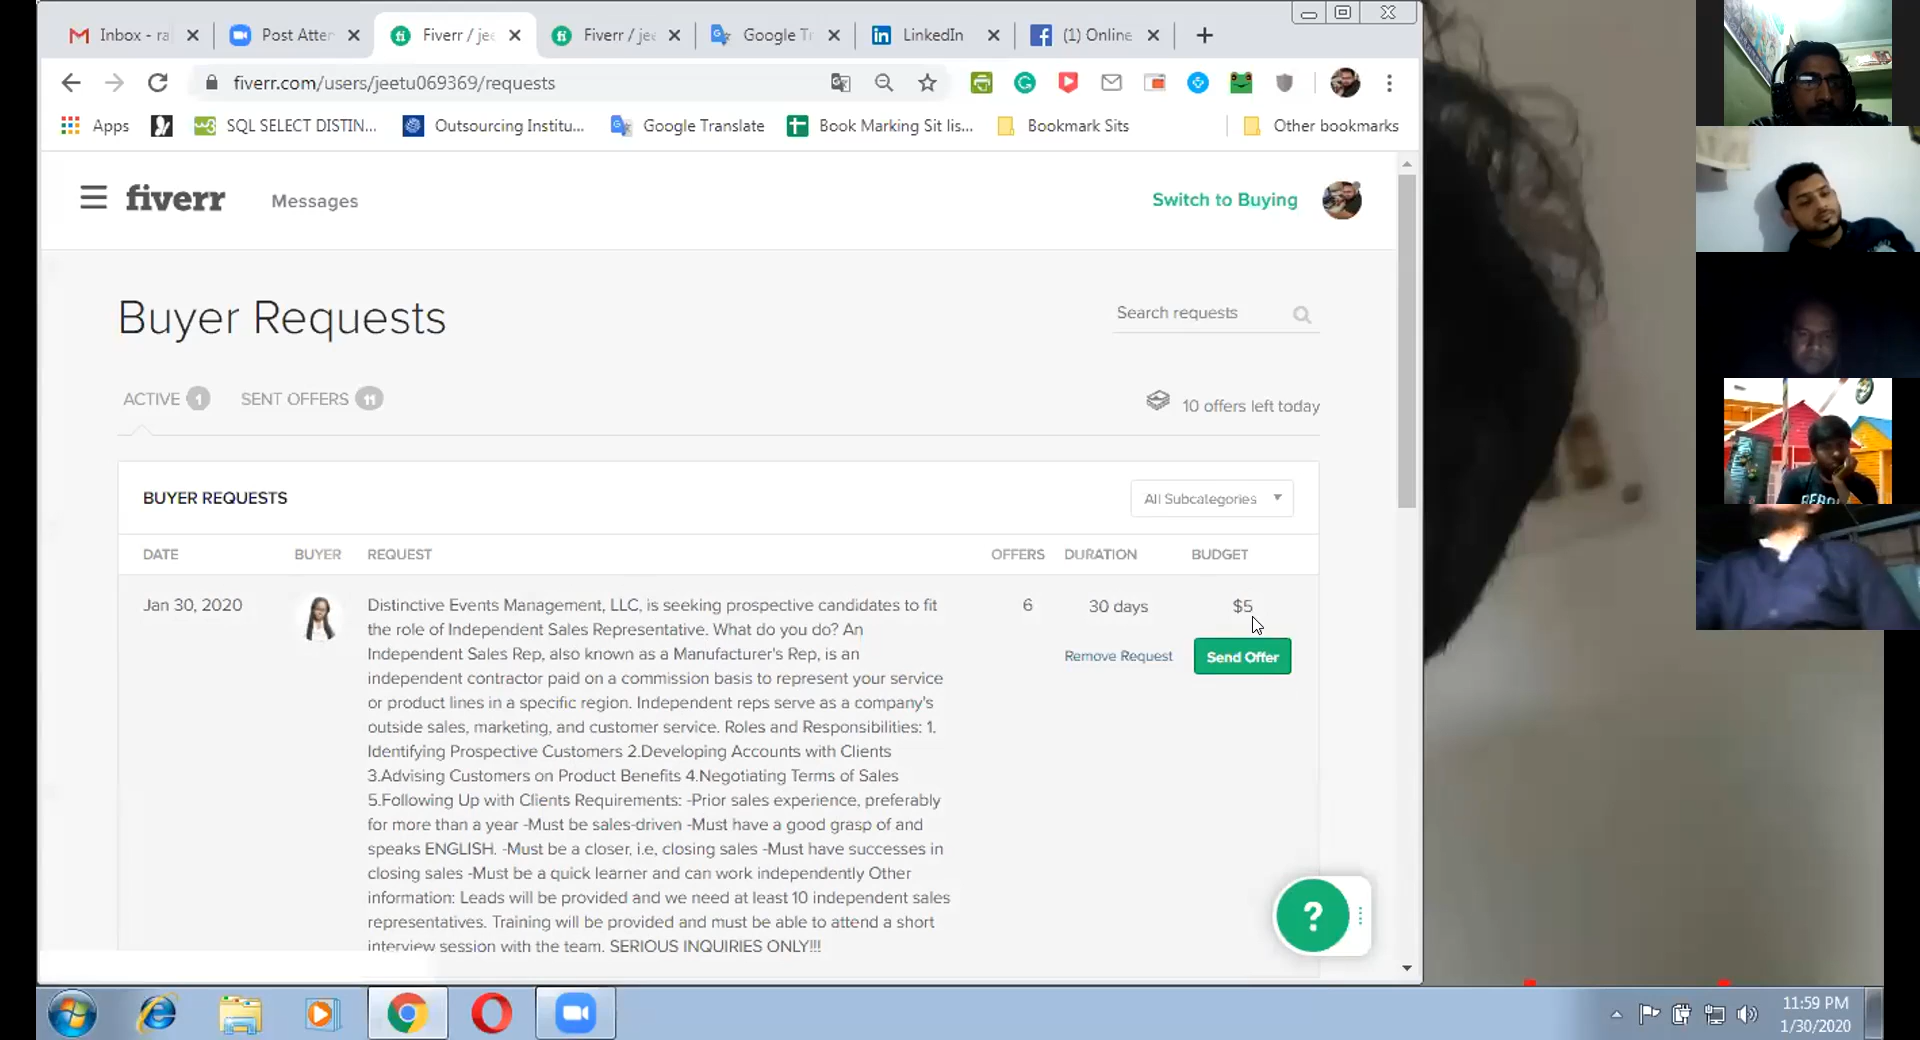 Inbox - ra
Post Atter
Fiverr / jee
Fiverr / jee
Google Tr
LinkedIn
(1) Online
fiverr.com/users/jeetu069369/requests
Apps
SQL SELECT DISTIN...
Outsourcing Institu...
Google Translate
Book Marking Sit lis...
Bookmark Sits
Other bookmarks
fiverr
Messages
Switch to Buying
Buyer Requests
Search requests
ACTIVE 1
SENT OFFERS 11
10 offers left today
BUYER REQUESTS
All Subcategories
DATE BUYER REQUEST OFFERS DURATION BUDGET
Jan 30, 2020
Distinctive Events Management, LLC, is seeking prospective candidates to fit
the role of Independent Sales Representative. What do you do? An
Independent Sales Rep, also known as a Manufacturer's Rep, is an
independent contractor paid on a commission basis to represent your service
or product lines in a specific region. Independent reps serve as a company's
outside sales, marketing, and customer service. Roles and Responsibilities: 1.
Identifying Prospective Customers 2.Developing Accounts with Clients
3.Advising Customers on Product Benefits 4.Negotiating Terms of Sales
5.Following Up with Clients Requirements: -Prior sales experience, preferably
for more than a year -Must be sales-driven -Must have a good grasp of and
speaks ENGLISH. -Must be a closer, i.e, closing sales -Must have successes in
closing sales -Must be a quick learner and can work independently Other
information: Leads will be provided and we need at least 10 independent sales
representatives. Training will be provided and must be able to attend a short
interview session with the team. SERIOUS INQUIRIES ONLY!!!
6
30 days
$5
Remove Request
Send Offer
?
11:59 PM
1/30/2020